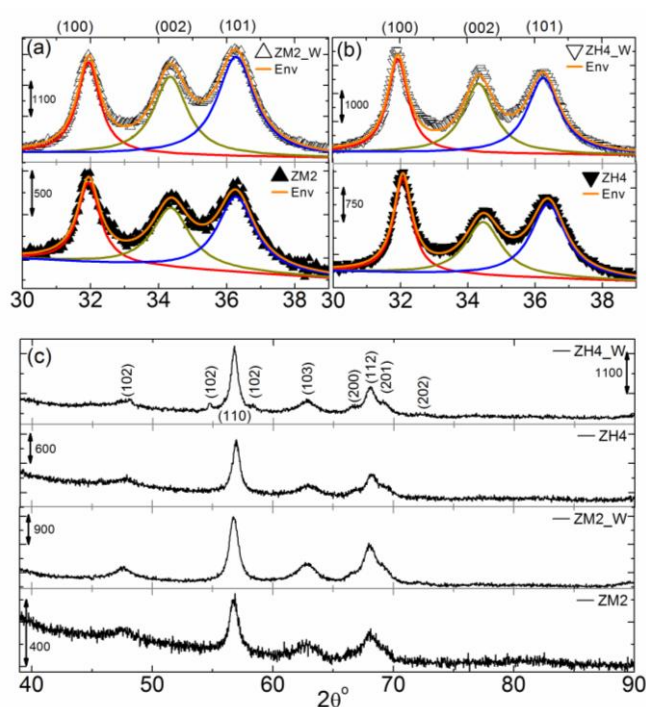 (100) (002) (101) (100) (002) (101)
(a) △ ZM2_W (b) ▽ ZH4_W
— Env — Env
1100 1000
▲ ZM2 ▼ ZH4
— Env — Env
500 750
30 32 34 36 38 30 32 34 36 38
(c) — ZH4_W
1100
(102) (102) (110) (102) (103) (200) (112) (201) (202)
— ZH4
600
— ZM2_W
900
— ZM2
400
40 50 60 70 80 90
2θ°